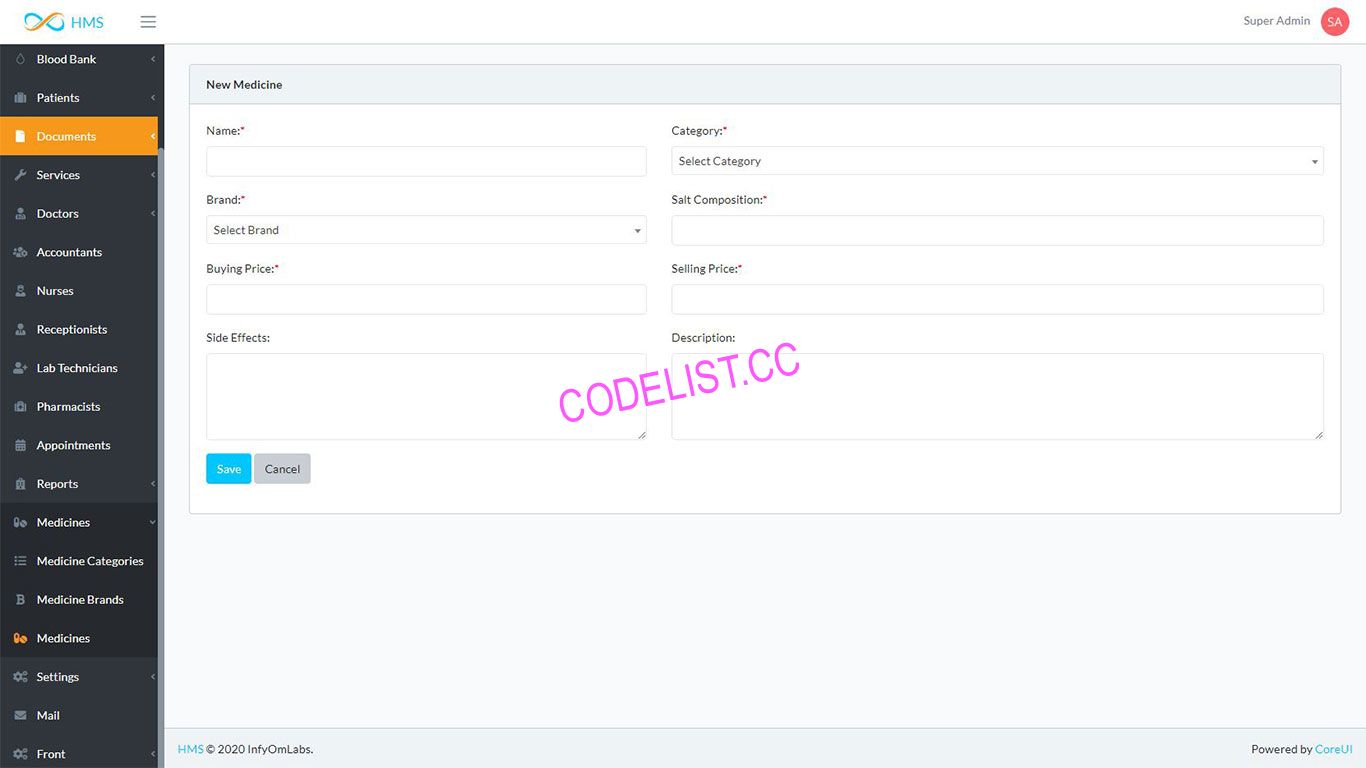 HMS
Super Admin
SA
Blood Bank
Patients
Documents
Services
Doctors
Accountants
Nurses
Receptionists
Lab Technicians
Pharmacists
Appointments
Reports
Medicines
Medicine Categories
Medicine Brands
Medicines
Settings
Mail
Front
New Medicine
Name:*
Category:*
Select Category
Brand:*
Salt Composition:*
Select Brand
Buying Price:*
Selling Price:*
Side Effects:
Description:
CODELIST.CC
Save
Cancel
HMS © 2020 InfyOmLabs.
Powered by CoreUI